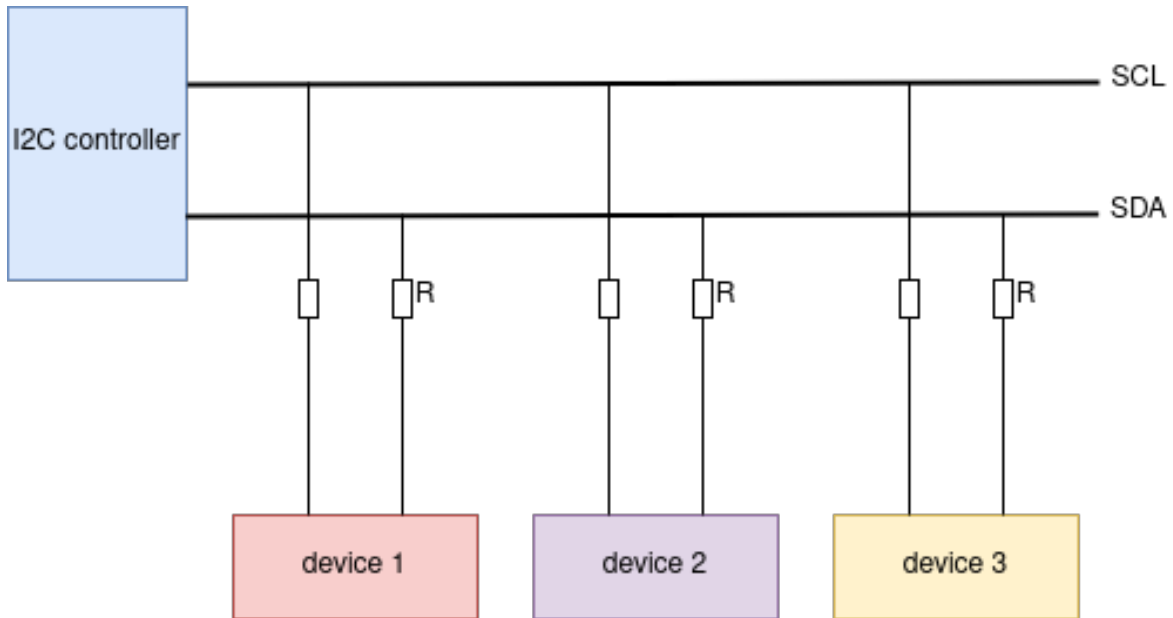 SCL
I2C controller
SDA
R
R
R
device 1
device 2
device 3